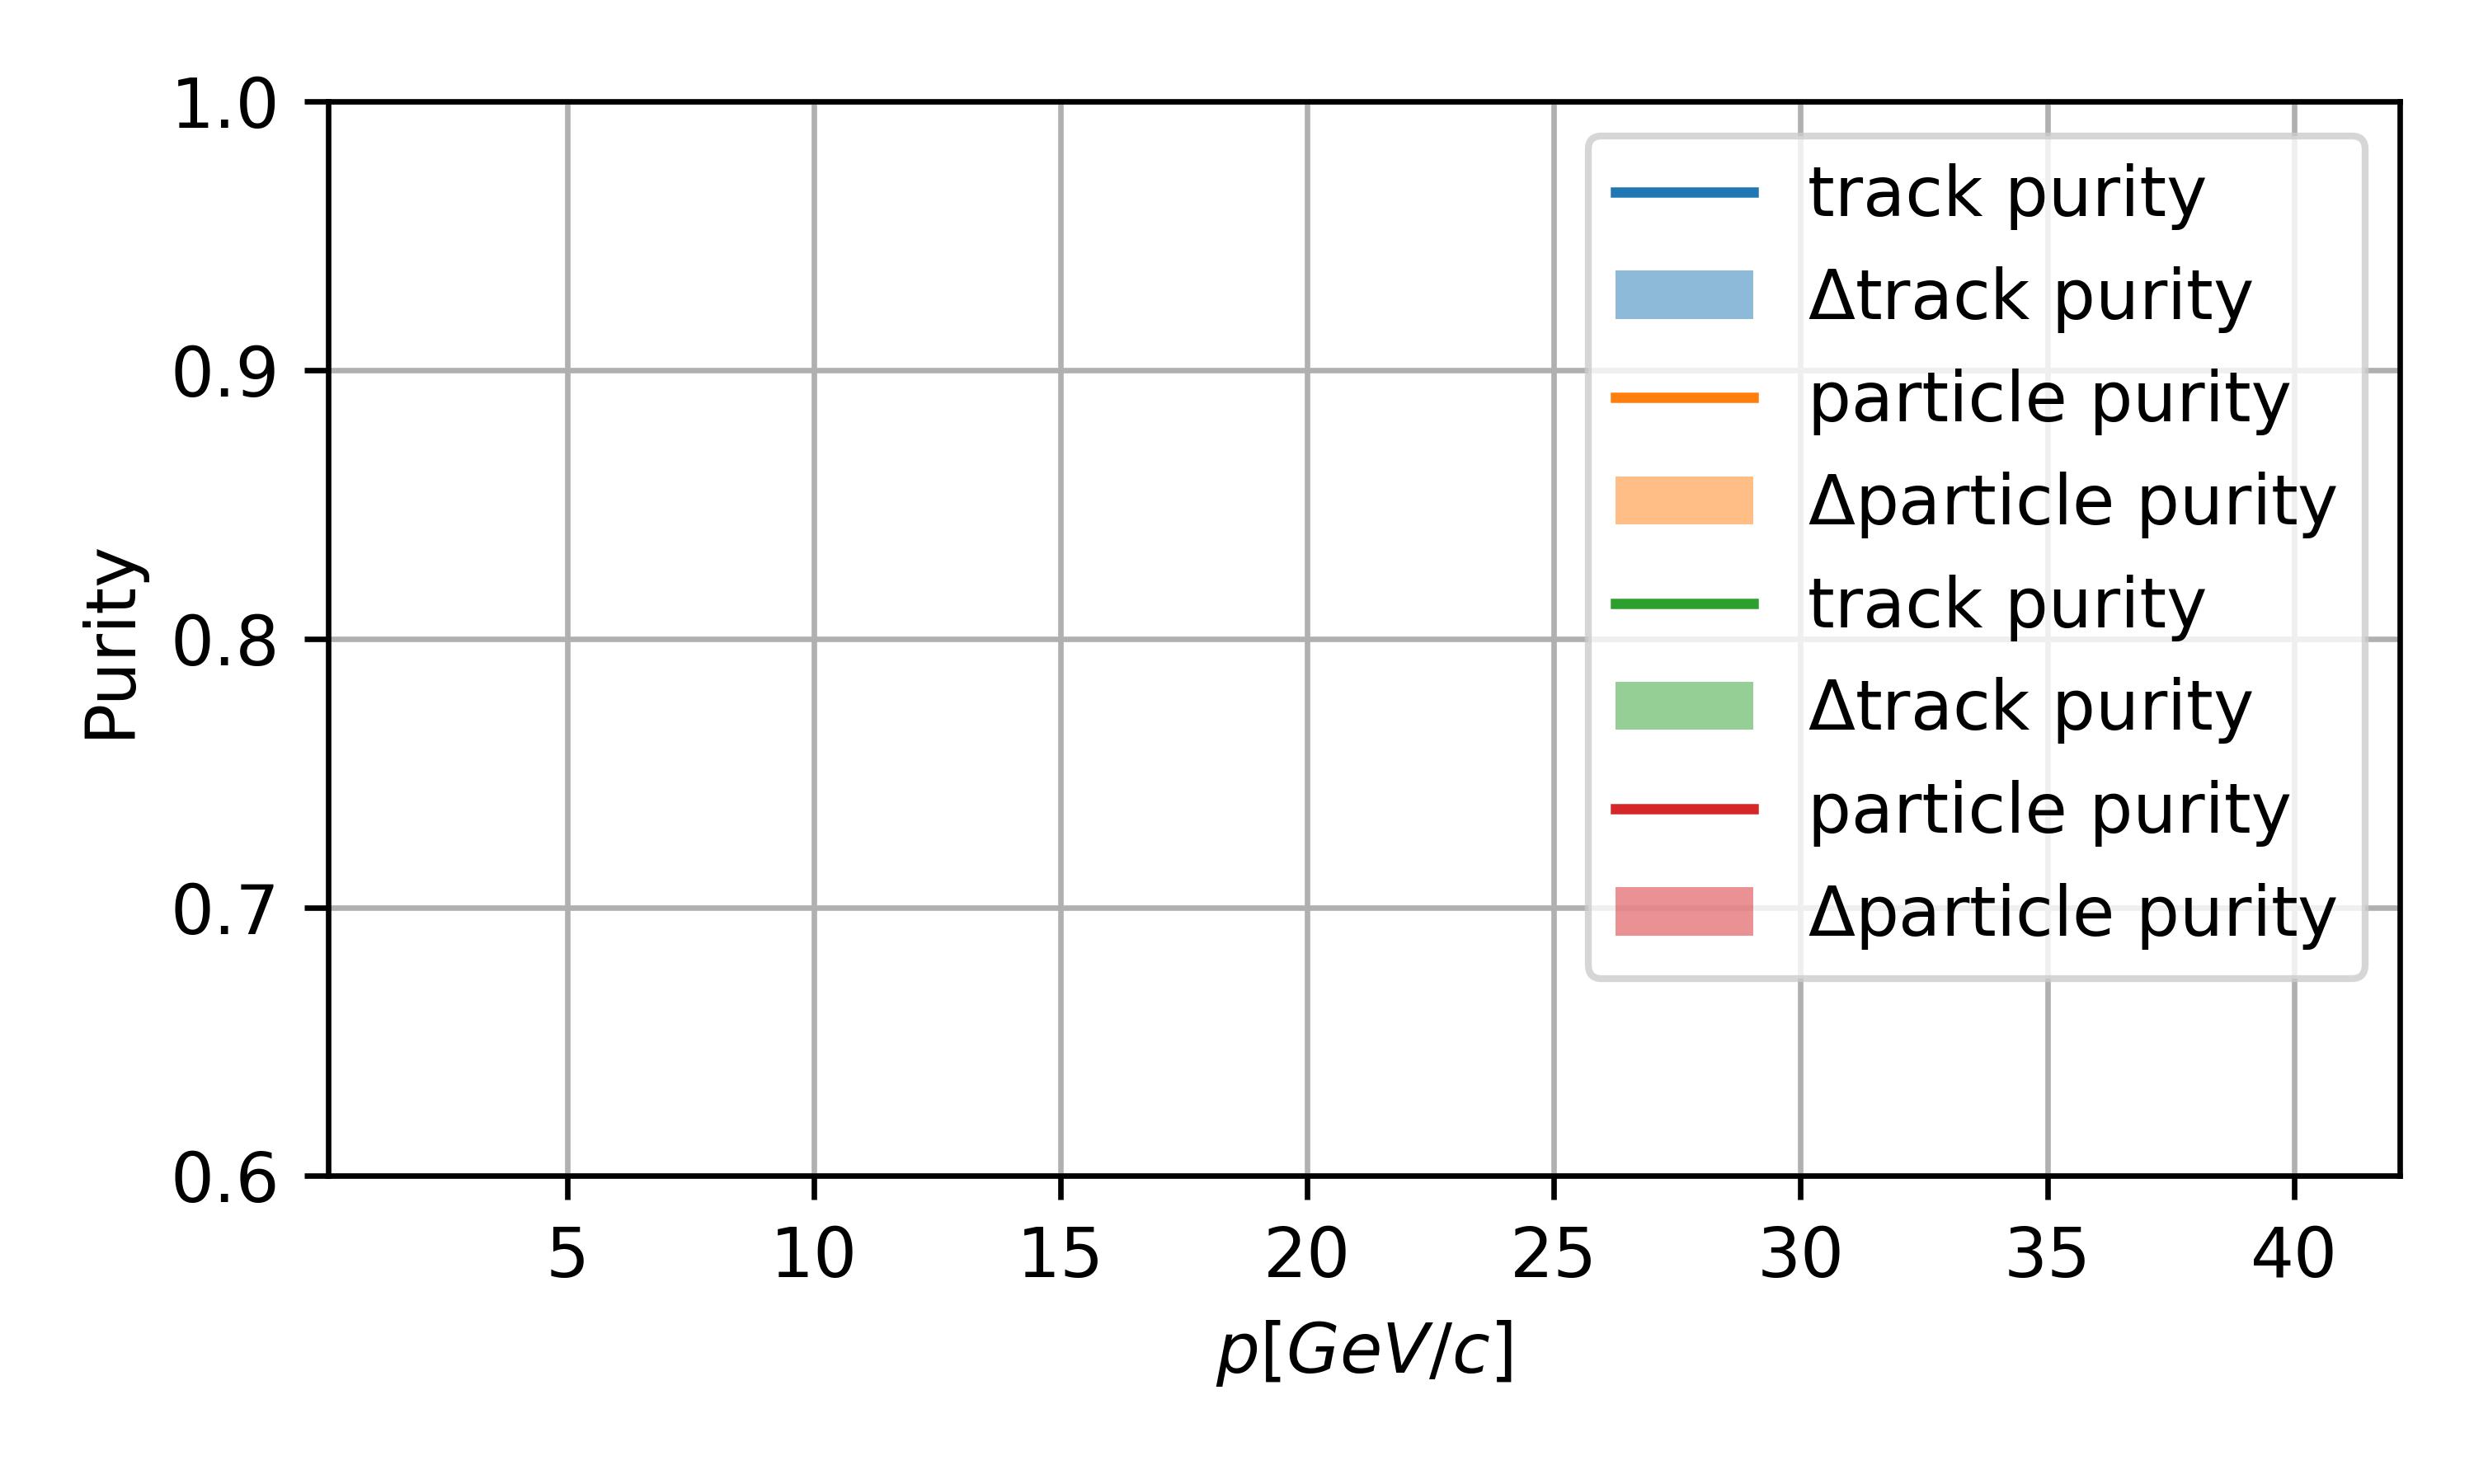 1.0
0.9
0.8
0.7
0.6
Purity
5 10 15 20 25 30 35 40
p[GeV/c]
track purity
Δtrack purity
particle purity
Δparticle purity
track purity
Δtrack purity
particle purity
Δparticle purity